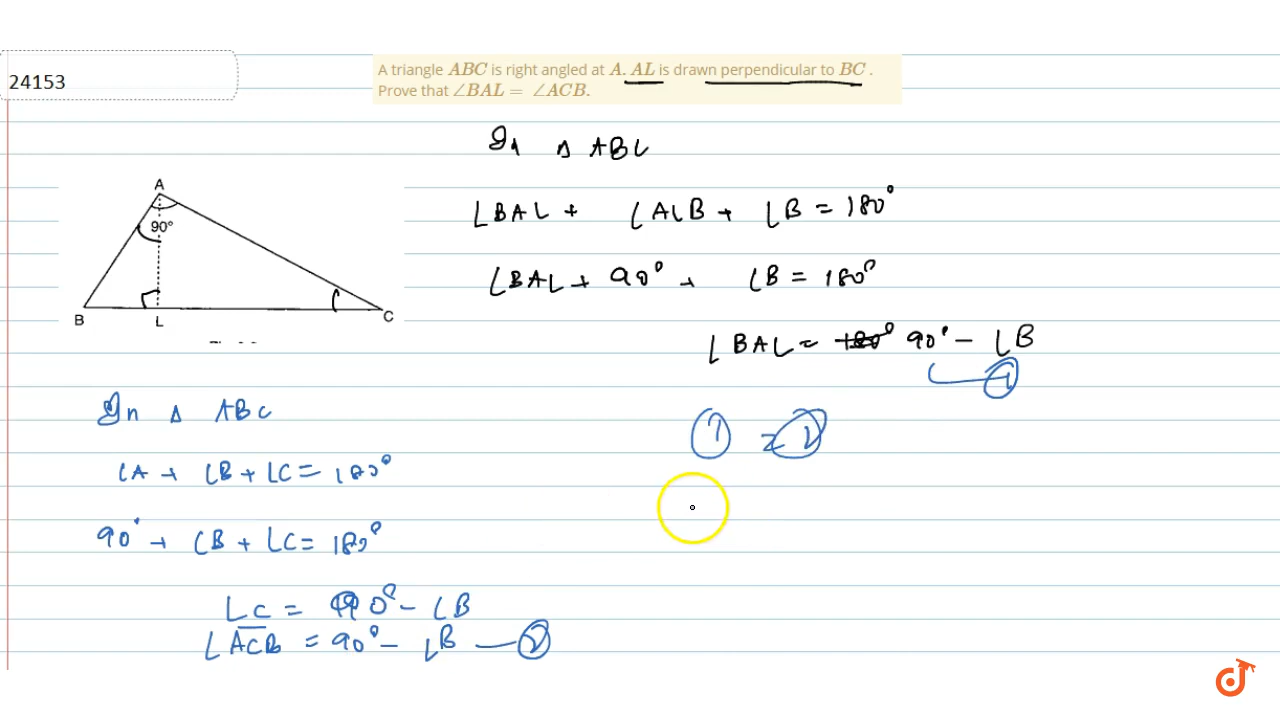 24153
A triangle ABC is right angled at A. AL is drawn perpendicular to BC .
Prove that ∠BAL = ∠ACB.
In Δ ABL
∠BAL + ∠ALB + ∠B = 180°
∠BAL + 90° + ∠B = 180°
∠BAL = 180° 90° - ∠B
1
A
90°
B
L
C
In Δ ABC
∠A + ∠B + ∠C = 180°
90° + ∠B + ∠C = 180°
∠C = 90° - ∠B
∠ACB = 90° - ∠B — 2
1 = 2